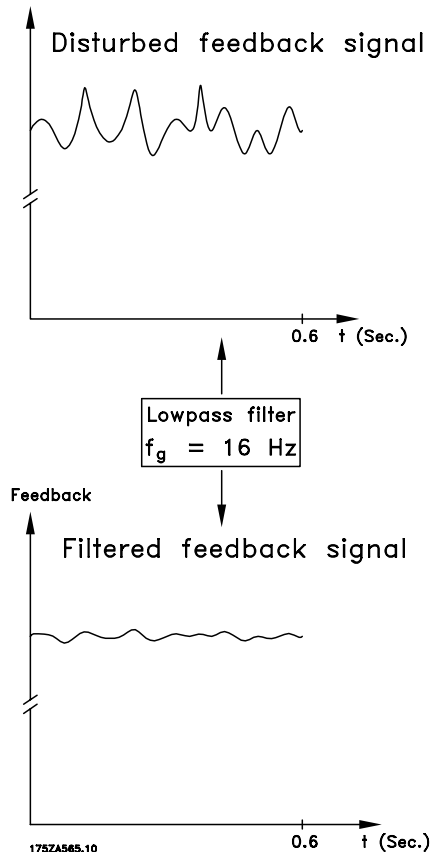 Disturbed feedback signal
0.6 t (Sec.)
Lowpass filter
fg = 16 Hz
Feedback
Filtered feedback signal
0.6 t (Sec.)
175ZA565.10